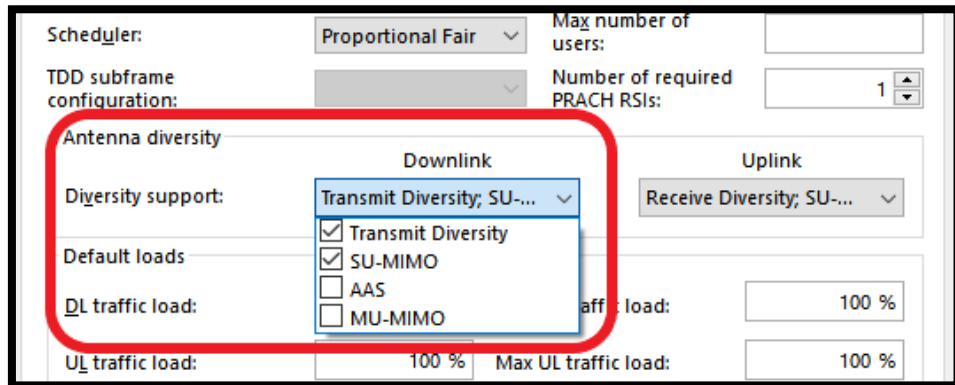 Scheduler:
Proportional Fair
Max number of
users:
TDD subframe
configuration:
Number of required
PRACH RSIs:
1
Antenna diversity
Downlink
Uplink
Diversity support:
Transmit Diversity; SU-...
Receive Diversity; SU-...
Transmit Diversity
SU-MIMO
AAS
MU-MIMO
Default loads
DL traffic load:
load:
100 %
UL traffic load:
100 %
Max UL traffic load:
100 %